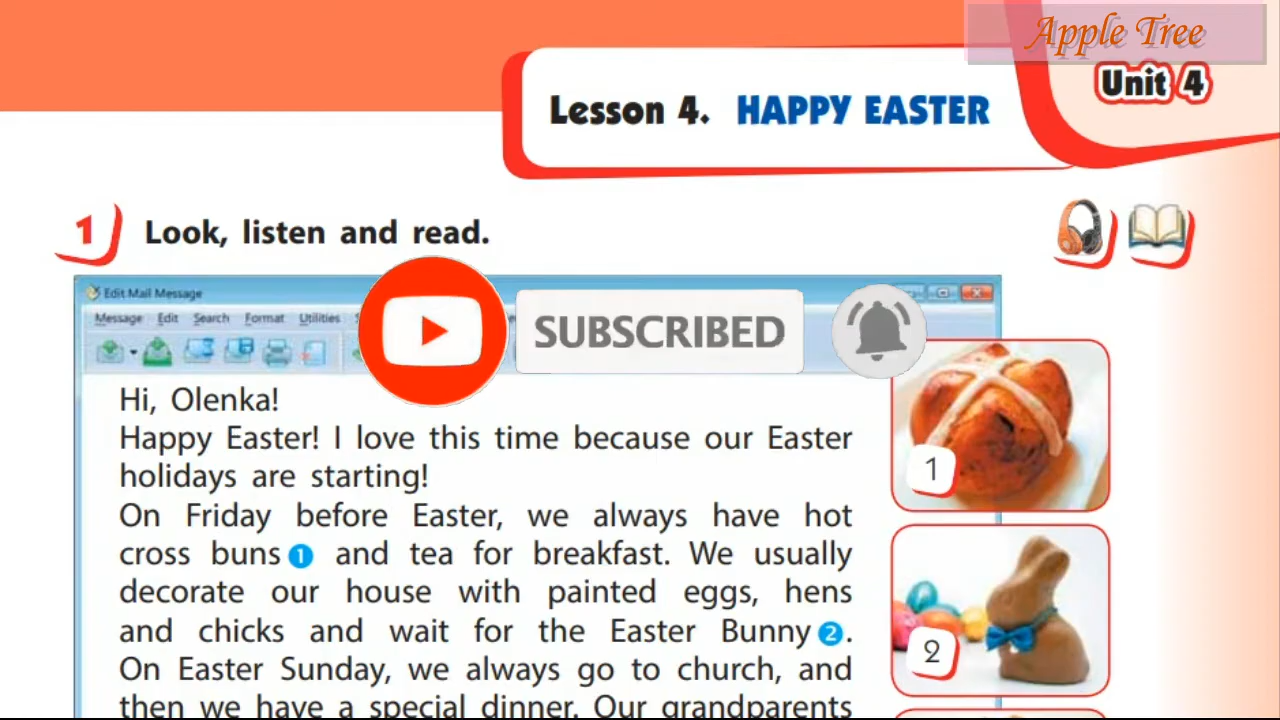 Apple Tree
Unit 4
Lesson 4. HAPPY EASTER
1 Look, listen and read.
Edit Mail Message
Message Edit Search Format Utilities
SUBSCRIBED
Hi, Olenka!
Happy Easter! I love this time because our Easter
holidays are starting!
On Friday before Easter, we always have hot
cross buns 1 and tea for breakfast. We usually
decorate our house with painted eggs, hens
and chicks and wait for the Easter Bunny 2.
On Easter Sunday, we always go to church, and
then we have a special dinner. Our grandparents
1
2